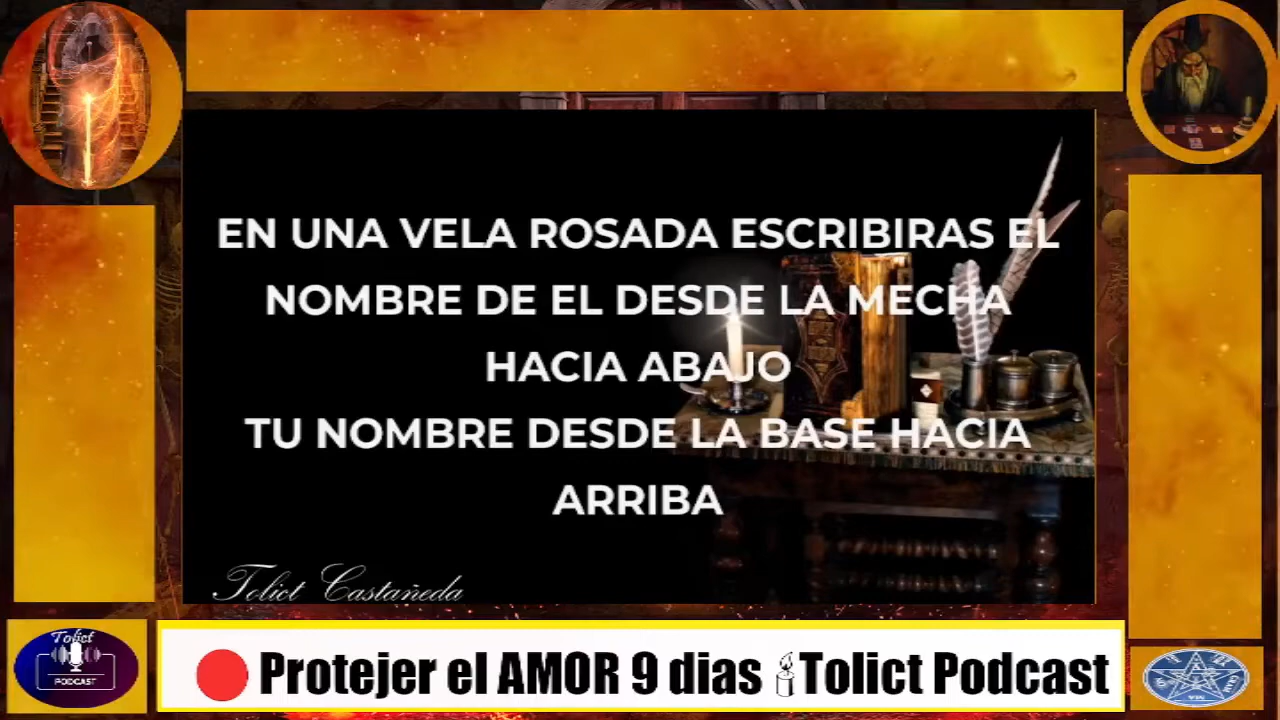 EN UNA VELA ROSADA ESCRIBIRAS EL
NOMBRE DE EL DESDE LA MECHA
HACIA ABAJO
TU NOMBRE DESDE LA BASE HACIA
ARRIBA
Tolict Castañeda
Tolict
PODCAST
Protejer el AMOR 9 dias Tolict Podcast